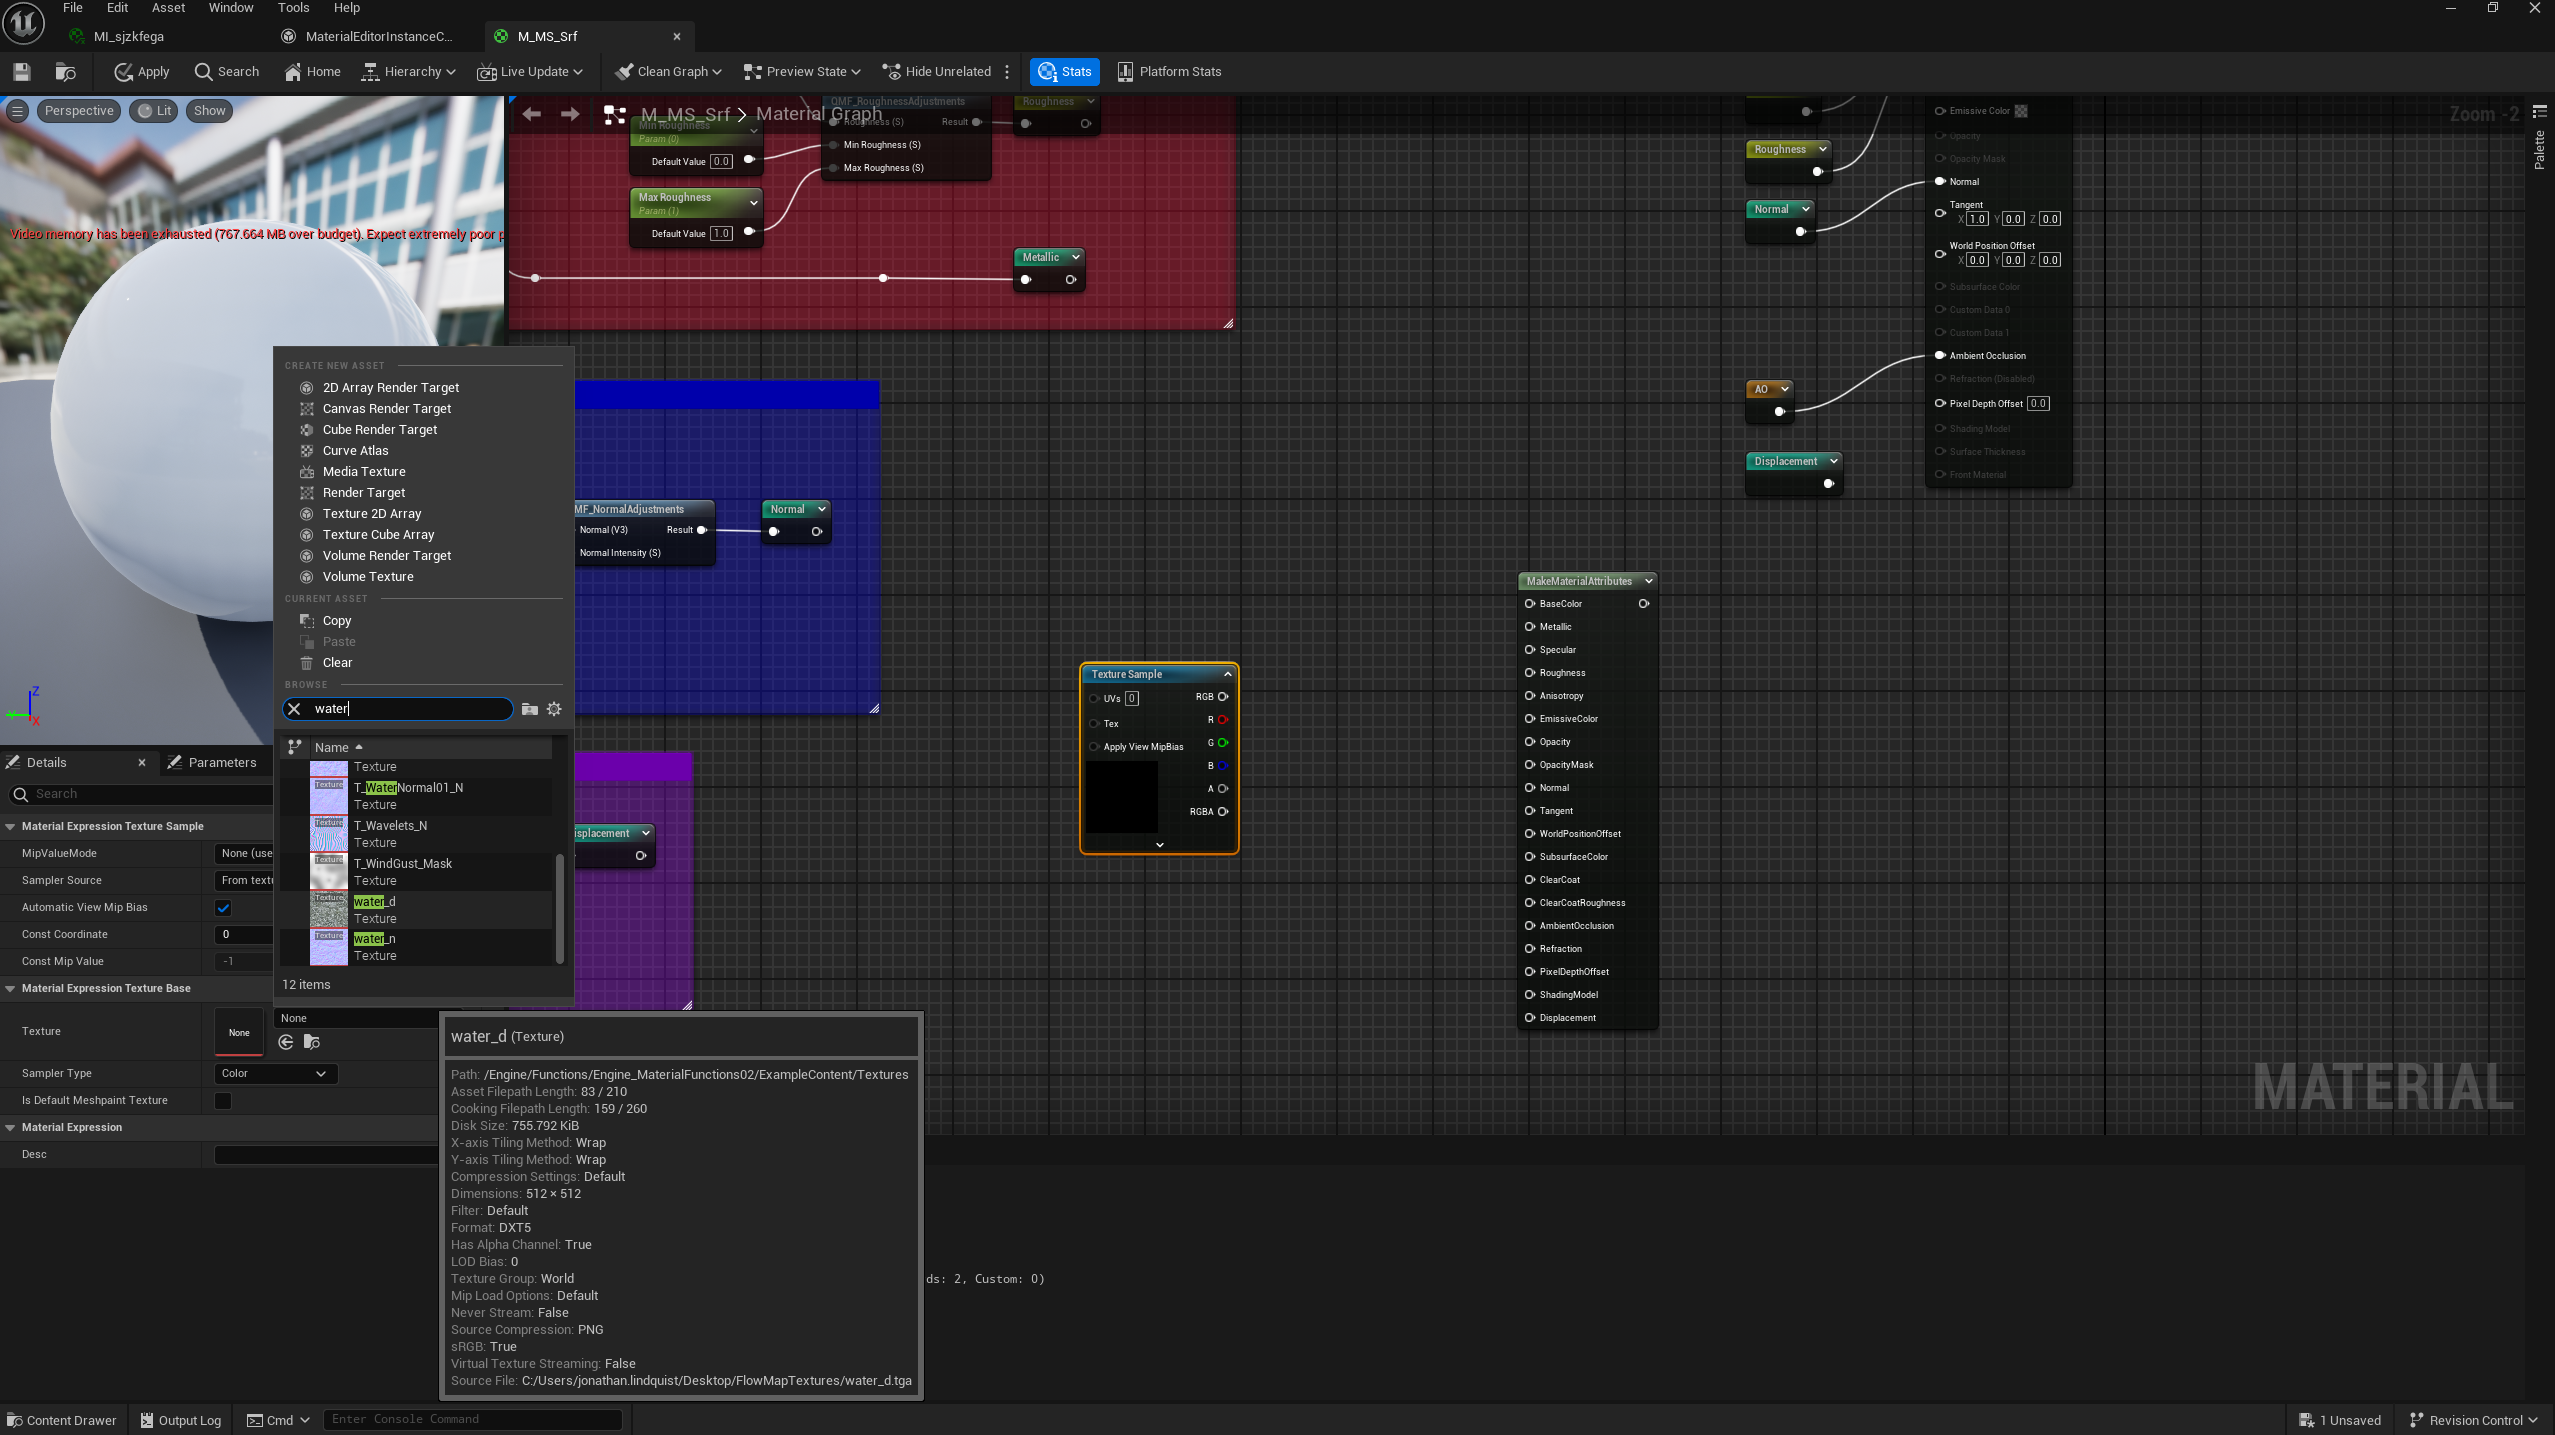 File Edit Asset Window Tools Help
MI_sjzkfega
MaterialEditorInstanceC...
M_MS_Srf
Apply
Search
Home
Hierarchy
Live Update
Clean Graph
Preview State
Hide Unrelated
Stats
Platform Stats
Perspective
Lit
Show
M_MS_Srf > Material Graph
Zoom -2
Palette
Video memory has been exhausted (767.664 MB over budget). Expect extremely poor p
Min Roughness
Param (0)
Default Value 0.0
QMF_RoughnessAdjustments
Roughness (S)
Result
Min Roughness (S)
Max Roughness (S)
Roughness
Max Roughness
Param (1)
Default Value 1.0
Metallic
Roughness
Normal
AO
Displacement
Emissive Color
Opacity
Opacity Mask
Normal
Tangent
X 1.0 Y 0.0 Z 0.0
World Position Offset
X 0.0 Y 0.0 Z 0.0
Subsurface Color
Custom Data 0
Custom Data 1
Ambient Occlusion
Refraction (Disabled)
Pixel Depth Offset 0.0
Shading Model
Surface Thickness
Front Material
CREATE NEW ASSET
2D Array Render Target
Canvas Render Target
Cube Render Target
Curve Atlas
Media Texture
Render Target
Texture 2D Array
Texture Cube Array
Volume Render Target
Volume Texture
CURRENT ASSET
Copy
Paste
Clear
BROWSE
water
Name
Texture
T_WaterNormal01_N
Texture
T_Wavelets_N
Texture
T_WindGust_Mask
Texture
water_d
Texture
water_n
Texture
12 items
MF_NormalAdjustments
Normal (V3)
Result
Normal Intensity (S)
Normal
isplacement
Texture Sample
UVs 0
Tex
Apply View MipBias
RGB
R
G
B
A
RGBA
MakeMaterialAttributes
BaseColor
Metallic
Specular
Roughness
Anisotropy
EmissiveColor
Opacity
OpacityMask
Normal
Tangent
WorldPositionOffset
SubsurfaceColor
ClearCoat
ClearCoatRoughness
AmbientOcclusion
Refraction
PixelDepthOffset
ShadingModel
Displacement
MATERIAL
Z
Y
X
Details
Parameters
Search
Material Expression Texture Sample
MipValueMode None (use
Sampler Source From textu
Automatic View Mip Bias
Const Coordinate 0
Const Mip Value -1
Material Expression Texture Base
Texture None None
Sampler Type Color
Is Default Meshpaint Texture
Material Expression
Desc
water_d (Texture)
Path: /Engine/Functions/Engine_MaterialFunctions02/ExampleContent/Textures
Asset Filepath Length: 83 / 210
Cooking Filepath Length: 159 / 260
Disk Size: 755.792 KiB
X-axis Tiling Method: Wrap
Y-axis Tiling Method: Wrap
Compression Settings: Default
Dimensions: 512 × 512
Filter: Default
Format: DXT5
Has Alpha Channel: True
LOD Bias: 0
Texture Group: World
Mip Load Options: Default
Never Stream: False
Source Compression: PNG
sRGB: True
Virtual Texture Streaming: False
Source File: C:/Users/jonathan.lindquist/Desktop/FlowMapTextures/water_d.tga
ds: 2, Custom: 0)
Content Drawer
Output Log
Cmd
Enter Console Command
1 Unsaved
Revision Control